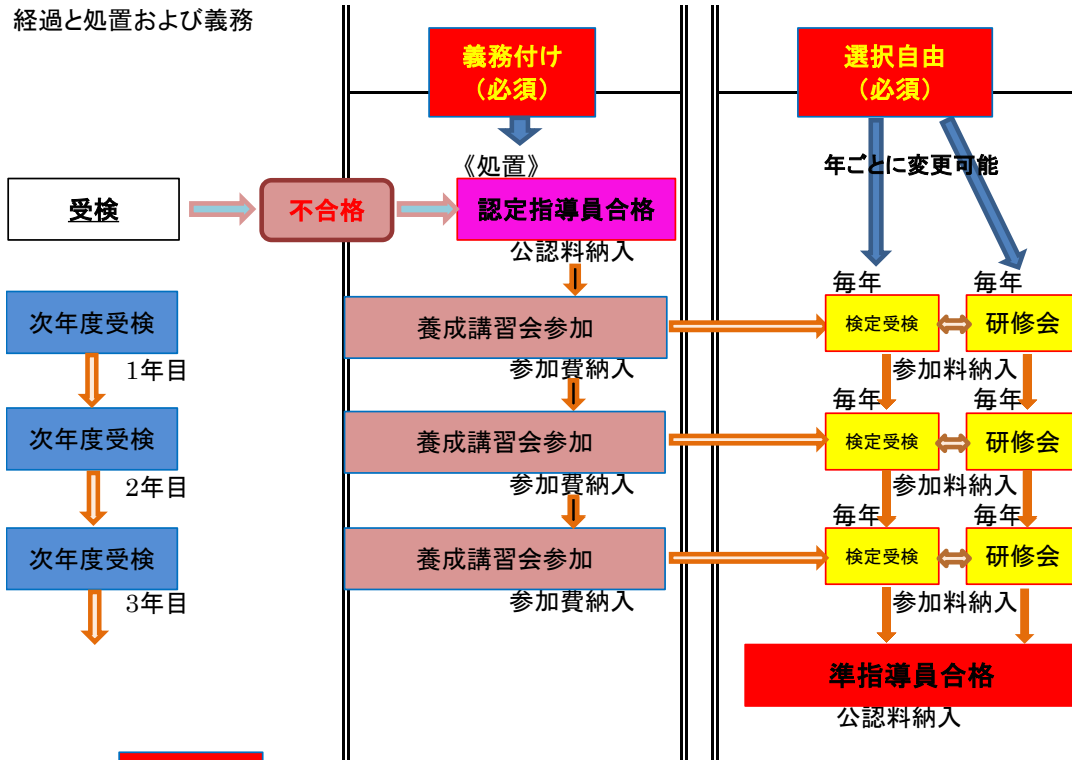 経過と処置および義務
義務付け
（必須）
選択自由
（必須）
《処置》
年ごとに変更可能
受検
不合格
認定指導員合格
公認料納入
毎年
毎年
次年度受検
養成講習会参加
検定受検
研修会
1年目
参加費納入
参加料納入
毎年
毎年
次年度受検
養成講習会参加
検定受検
研修会
2年目
参加費納入
参加料納入
毎年
毎年
次年度受検
養成講習会参加
検定受検
研修会
3年目
参加費納入
参加料納入
準指導員合格
公認料納入